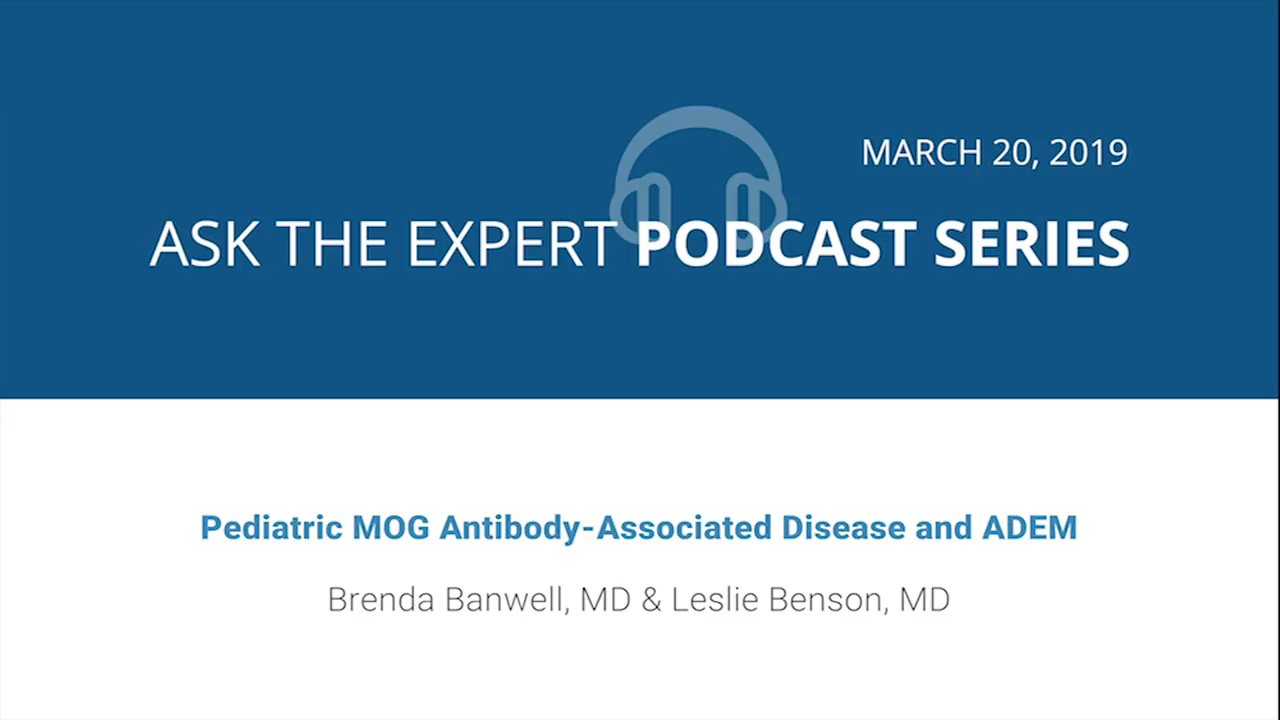 MARCH 20, 2019
ASK THE EXPERT PODCAST SERIES
Pediatric MOG Antibody-Associated Disease and ADEM
Brenda Banwell, MD & Leslie Benson, MD